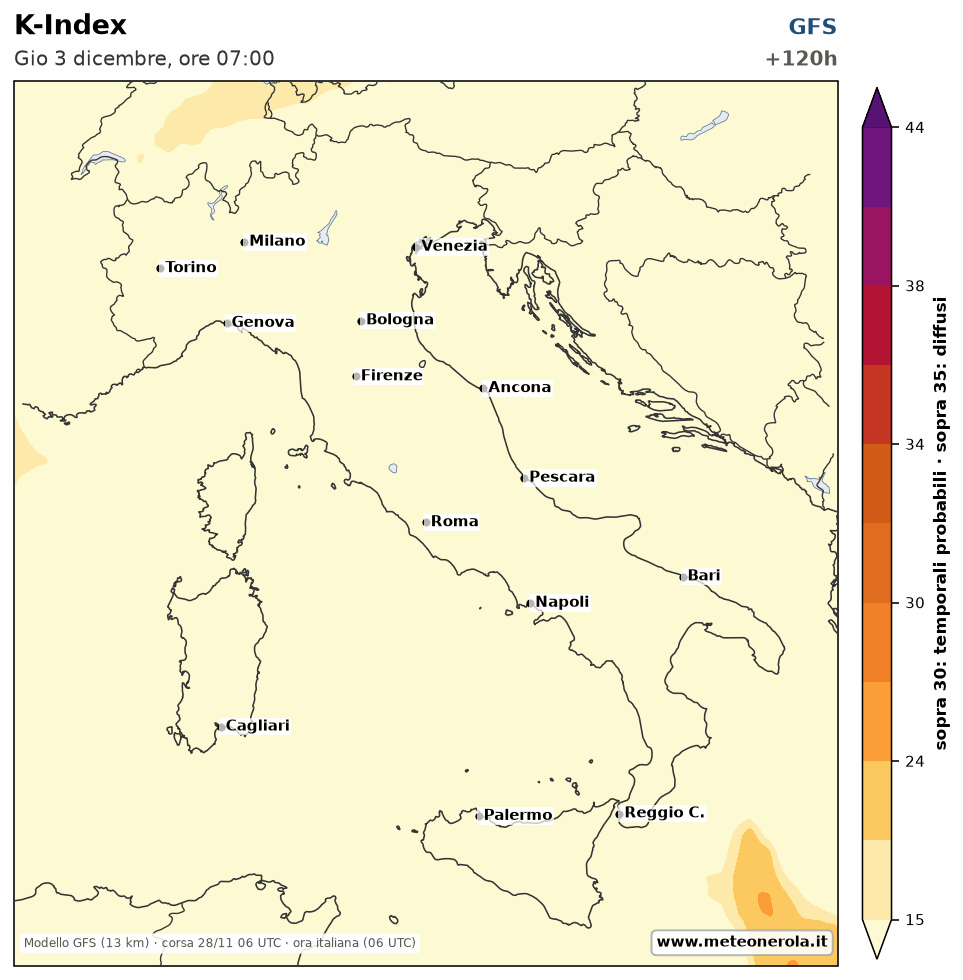 K-Index
GFS
Gio 3 dicembre, ore 07:00
+120h
44
38
34
30
24
15
sopra 30: temporali probabili · sopra 35: diffusi
Milano
Venezia
Torino
Genova
Bologna
Firenze
Ancona
Pescara
Roma
Bari
Napoli
Cagliari
Palermo
Reggio C.
Modello GFS (13 km) · corsa 28/11 06 UTC · ora italiana (06 UTC)
www.meteonerola.it